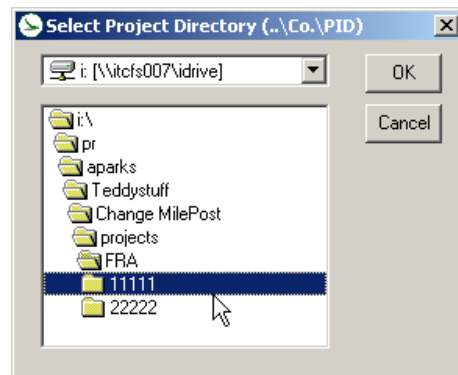 Select Project Directory (..\Co.\PID)
i: [\\itcfs007\idrive]
OK
Cancel
i:\
pr
aparks
Teddystuff
Change MilePost
projects
FRA
11111
22222